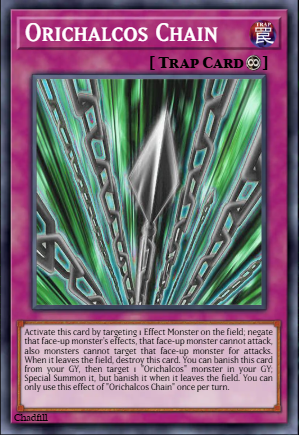 Orichalcos Chain
TRAP
罠
[ Trap Card ]
Activate this card by targeting 1 Effect Monster on the field; negate
that face-up monster's effects, that face-up monster cannot attack,
also monsters cannot target that face-up monster for attacks.
When it leaves the field, destroy this card. You can banish this card
from your GY, then target 1 "Orichalcos" monster in your GY;
Special Summon it, but banish it when it leaves the field. You can
only use this effect of "Orichalcos Chain" once per turn.
Chadfill